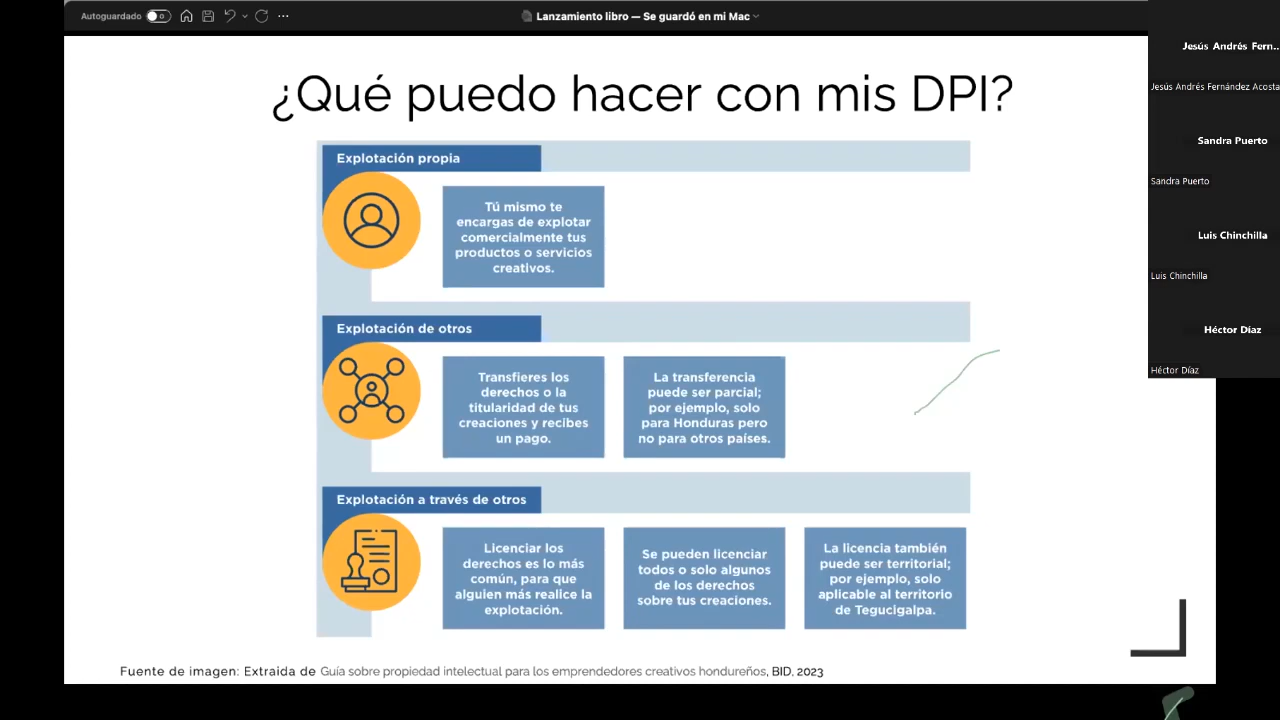 Autoguardado
Lanzamiento libro — Se guardó en mi Mac
¿Qué puedo hacer con mis DPI?
Explotación propia
Tú mismo te
encargas de explotar
comercialmente tus
productos o servicios
creativos.
Explotación de otros
Transfieres los
derechos o la
titularidad de tus
creaciones y recibes
un pago.
La transferencia
puede ser parcial;
por ejemplo, solo
para Honduras pero
no para otros países.
Explotación a través de otros
Licenciar los
derechos es lo más
común, para que
alguien más realice la
explotación.
Se pueden licenciar
todos o solo algunos
de los derechos
sobre tus creaciones.
La licencia también
puede ser territorial;
por ejemplo, solo
aplicable al territorio
de Tegucigalpa.
Fuente de imagen: Extraida de Guía sobre propiedad intelectual para los emprendedores creativos hondureños, BID, 2023
Jesús Andrés Fern...
Jesús Andrés Fernández Acosta
Sandra Puerto
Sandra Puerto
Luis Chinchilla
Luis Chinchilla
Héctor Díaz
Héctor Díaz